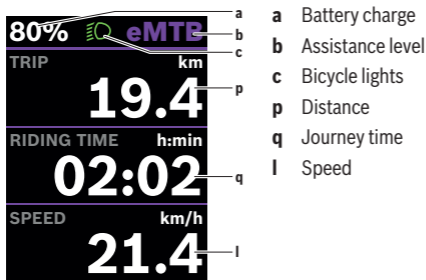 80% eMTB
TRIP km
19.4
RIDING TIME h:min
02:02
SPEED km/h
21.4
a
b
c
p
q
l
a Battery charge
b Assistance level
c Bicycle lights
p Distance
q Journey time
l Speed